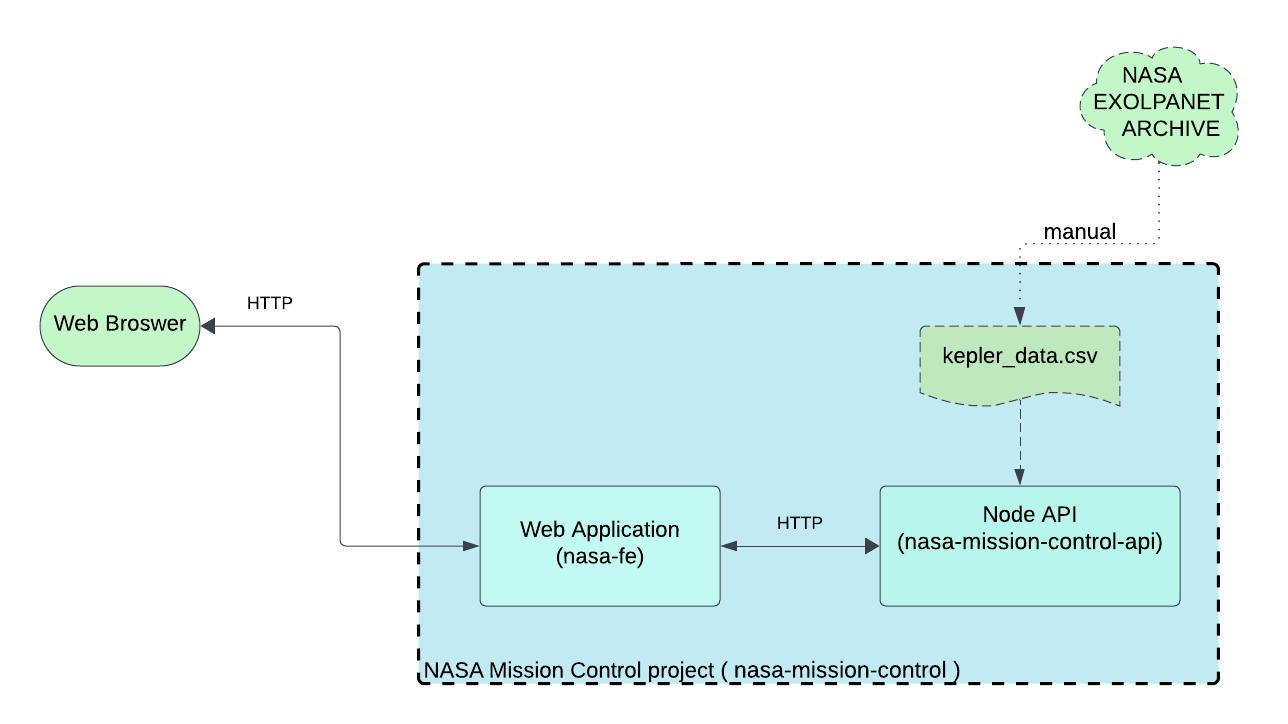 NASA
EXOLPANET
ARCHIVE
manual
HTTP
Web Broswer
kepler_data.csv
Web Application
(nasa-fe)
HTTP
Node API
(nasa-mission-control-api)
NASA Mission Control project ( nasa-mission-control )